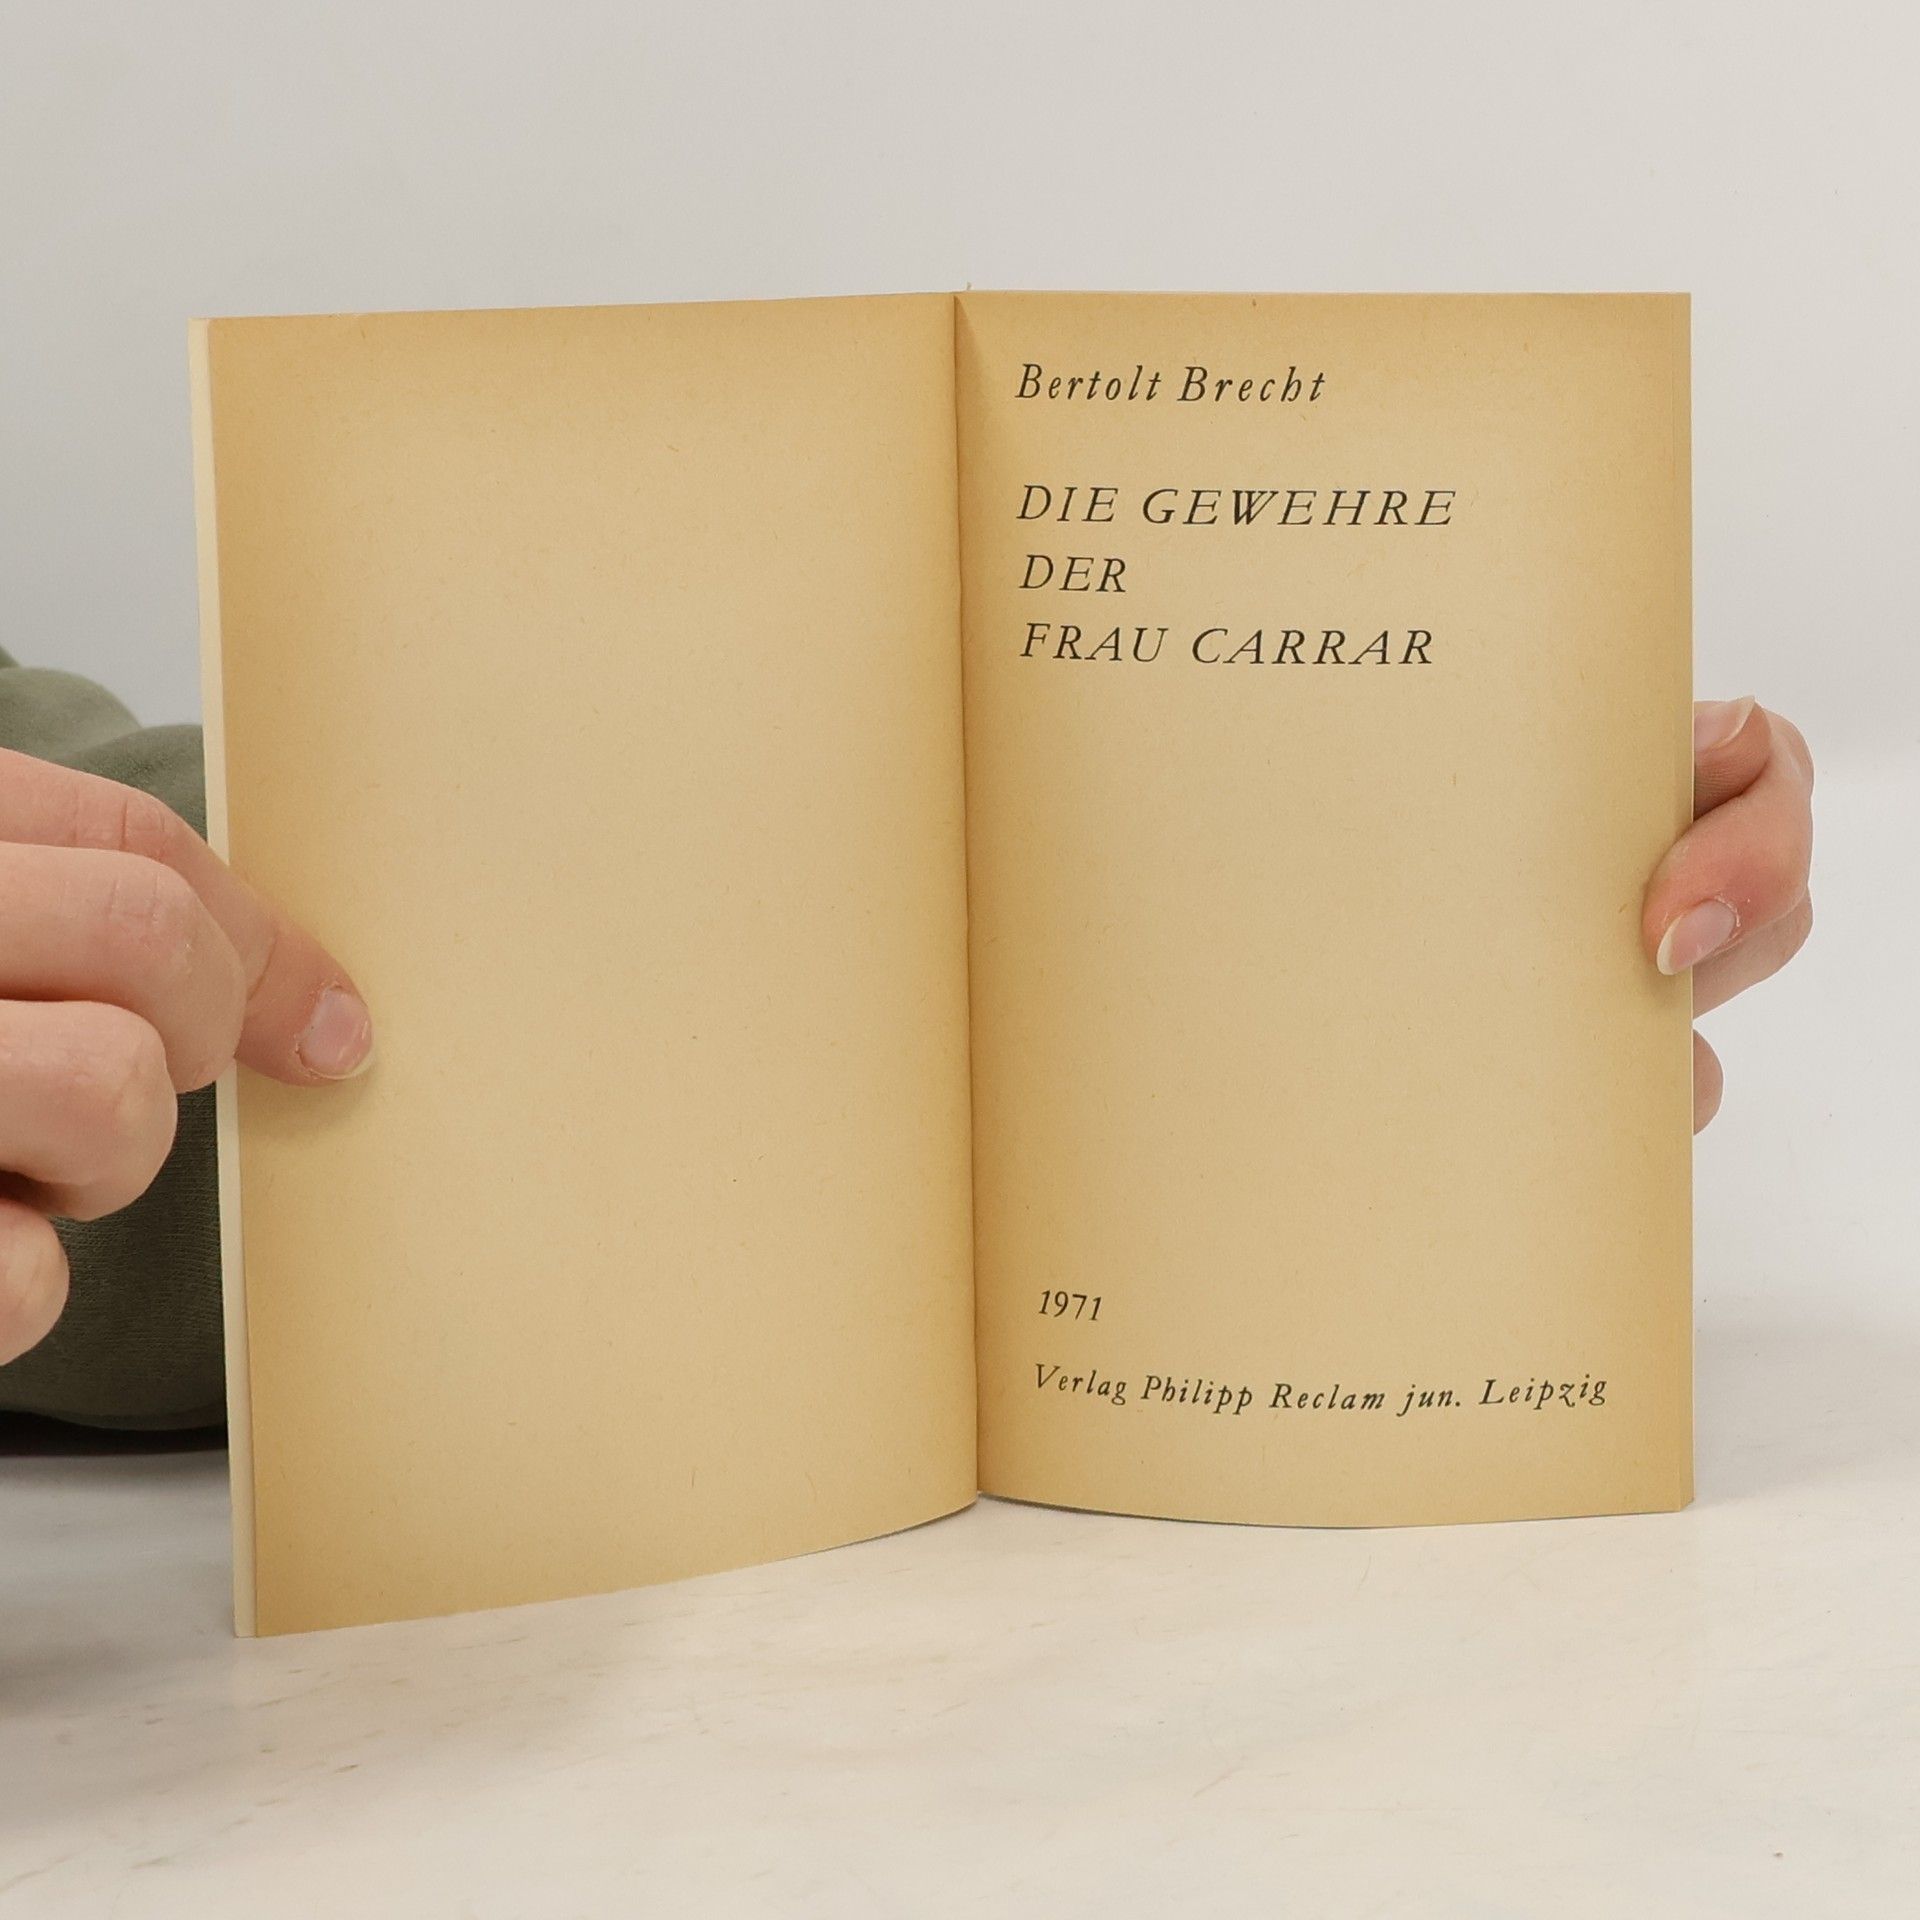 Bertolt Brecht
DIE GEWEHRE
DER
FRAU CARRAR
1971
Verlag Philipp Reclam jun. Leipzig